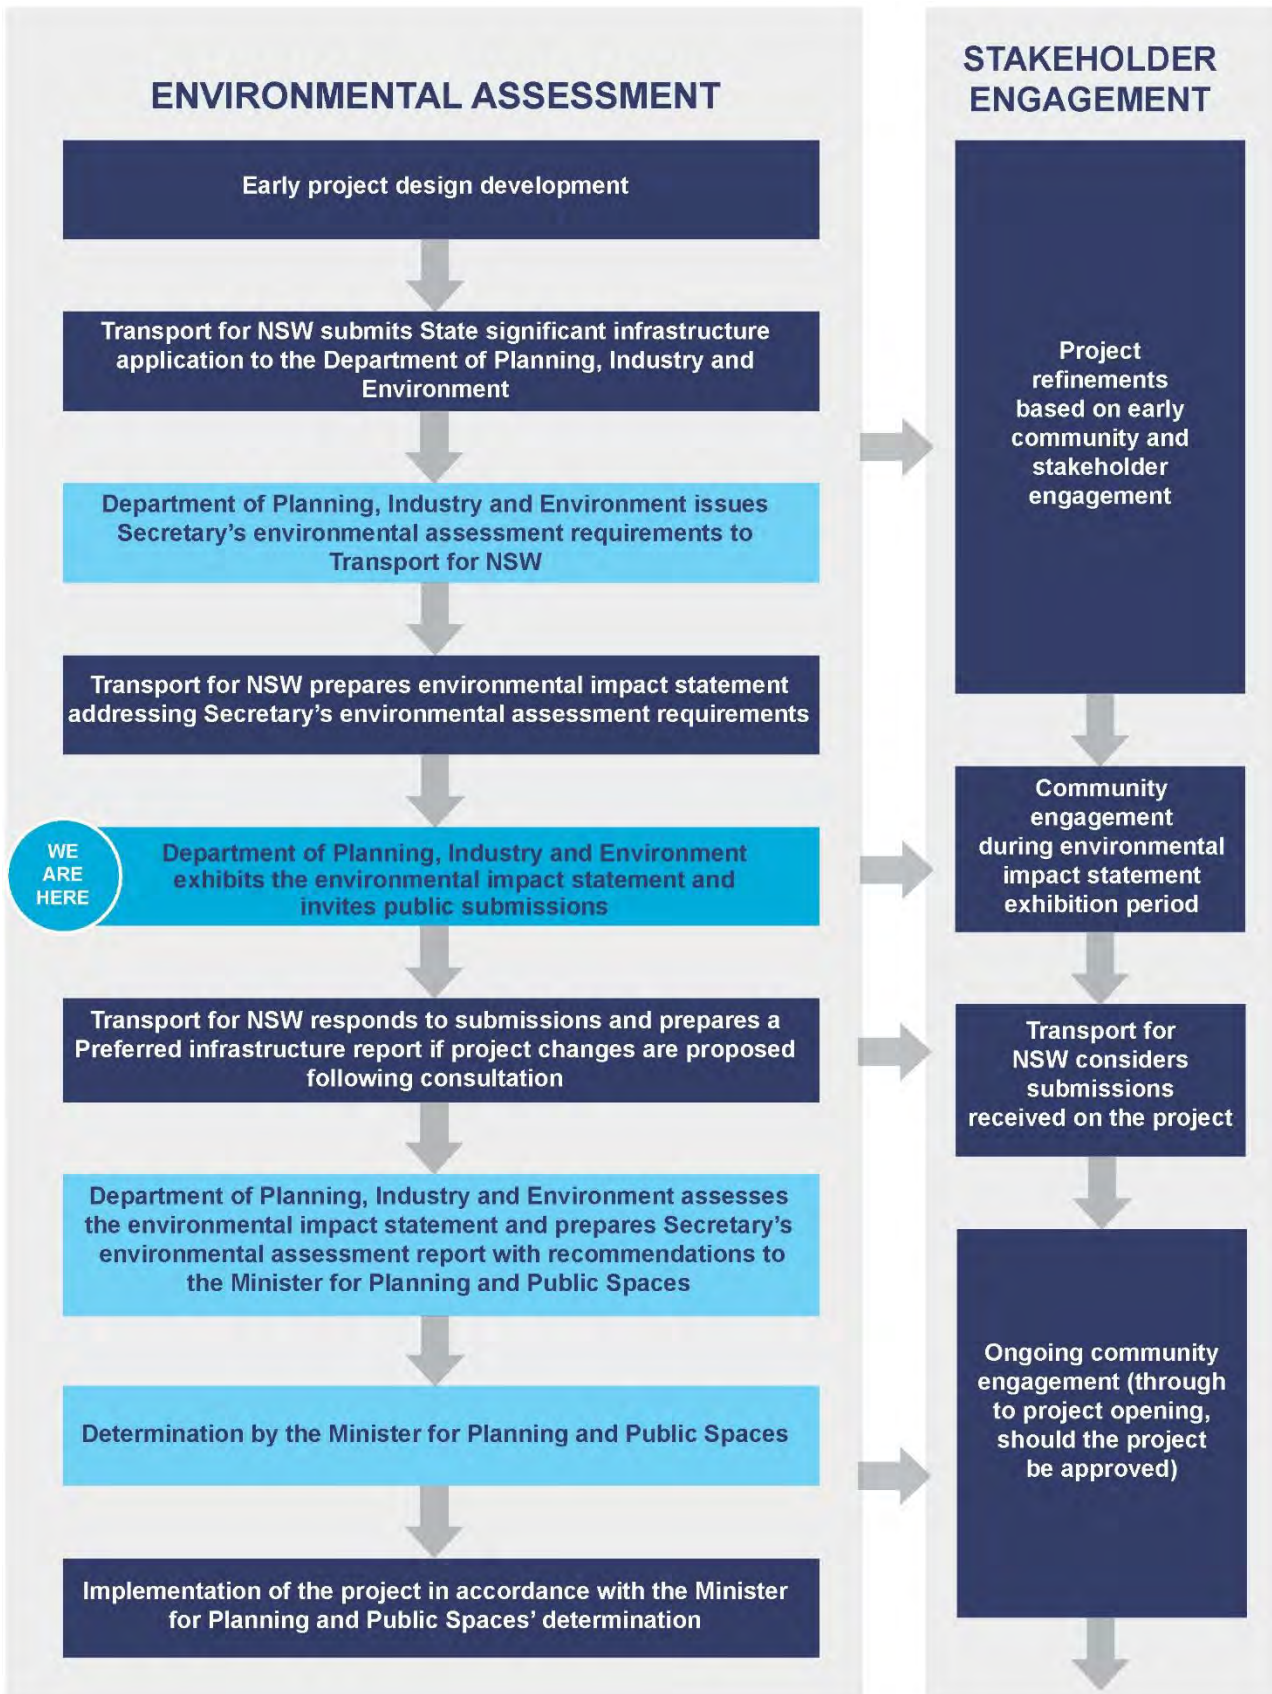 ENVIRONMENTAL ASSESSMENT
Early project design development
Transport for NSW submits State significant infrastructure
application to the Department of Planning, Industry and
Environment
Department of Planning, Industry and Environment issues
Secretary’s environmental assessment requirements to
Transport for NSW
Transport for NSW prepares environmental impact statement
addressing Secretary’s environmental assessment requirements
WE
ARE
HERE
Department of Planning, Industry and Environment
exhibits the environmental impact statement and
invites public submissions
Transport for NSW responds to submissions and prepares a
Preferred infrastructure report if project changes are proposed
following consultation
Department of Planning, Industry and Environment assesses
the environmental impact statement and prepares Secretary’s
environmental assessment report with recommendations to
the Minister for Planning and Public Spaces
Determination by the Minister for Planning and Public Spaces
Implementation of the project in accordance with the Minister
for Planning and Public Spaces’ determination
STAKEHOLDER
ENGAGEMENT
Project
refinements
based on early
community and
stakeholder
engagement
Community
engagement
during environmental
impact statement
exhibition period
Transport for
NSW considers
submissions
received on the project
Ongoing community
engagement (through
to project opening,
should the project
be approved)